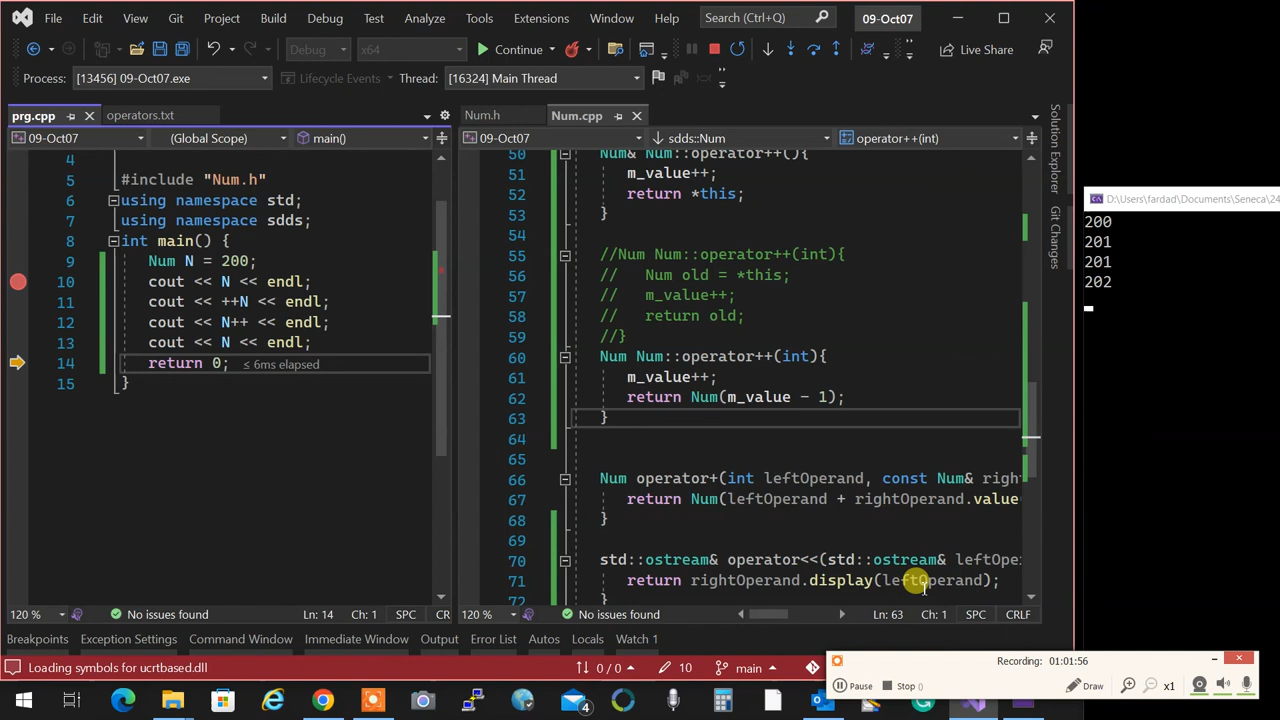 File Edit View Git Project Build Debug Test Analyze Tools Extensions Window Help Search (Ctrl+Q) 09-Oct07
Debug x64 Continue Live Share
Process: [13456] 09-Oct07.exe Lifecycle Events Thread: [16324] Main Thread
prg.cpp operators.txt
09-Oct07 (Global Scope) main()
4
5 #include "Num.h"
6 using namespace std;
7 using namespace sdds;
8 int main() {
9 Num N = 200;
10 cout << N << endl;
11 cout << ++N << endl;
12 cout << N++ << endl;
13 cout << N << endl;
14 return 0; ≤ 6ms elapsed
15 }
120 % No issues found Ln: 14 Ch: 1 SPC CR
Num.h Num.cpp
09-Oct07 sdds::Num operator++(int)
50 Num& Num::operator++(){
51 m_value++;
52 return *this;
53 }
54
55 //Num Num::operator++(int){
56 // Num old = *this;
57 // m_value++;
58 // return old;
59 //}
60 Num Num::operator++(int){
61 m_value++;
62 return Num(m_value - 1);
63 }
64
65
66 Num operator+(int leftOperand, const Num& righ
67 return Num(leftOperand + rightOperand.value
68 }
69
70 std::ostream& operator<<(std::ostream& leftOpe
71 return rightOperand.display(leftOperand);
72 }
120 % No issues found Ln: 63 Ch: 1 SPC CRLF
Solution Explorer
Git Changes
Breakpoints Exception Settings Command Window Immediate Window Output Error List Autos Locals Watch 1
Loading symbols for ucrtbased.dll 0 / 0 10 main
D:\Users\fardad\Documents\Seneca\24
200
201
201
202
Recording: 01:01:56
Pause Stop () Draw x1
4